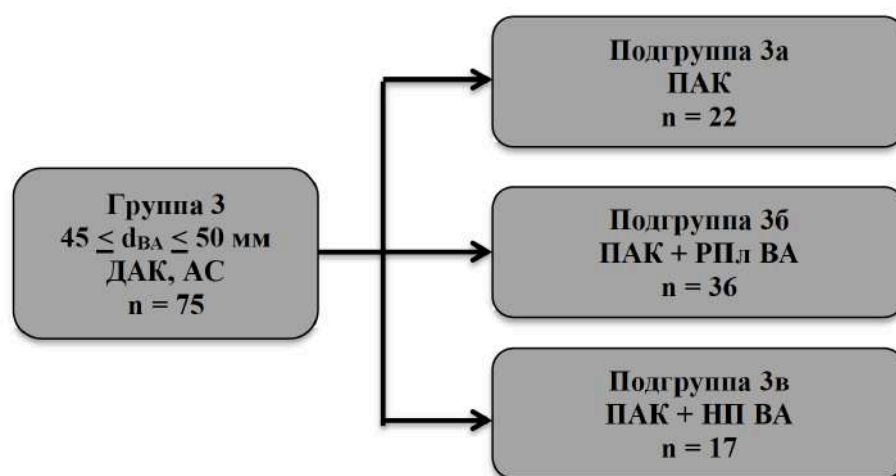 Группа 3
45 ≤ dВА ≤ 50 мм
ДАК, АС
n = 75
Подгруппа 3а
ПАК
n = 22
Подгруппа 3б
ПАК + РПл ВА
n = 36
Подгруппа 3в
ПАК + НП ВА
n = 17